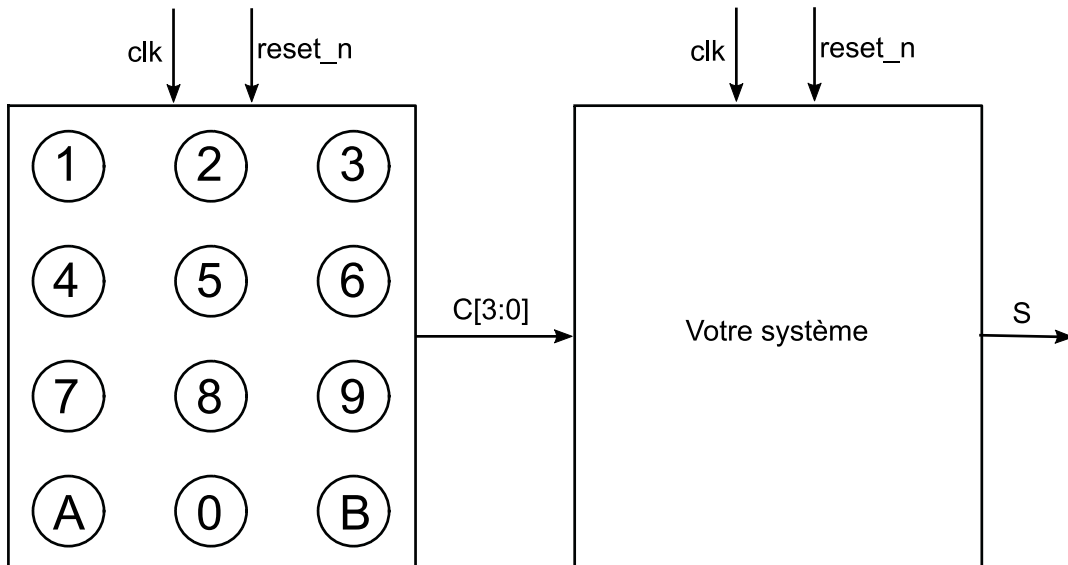 clk reset_n clk reset_n
1 2 3
4 5 6
C[3:0] Votre système S
7 8 9
A 0 B